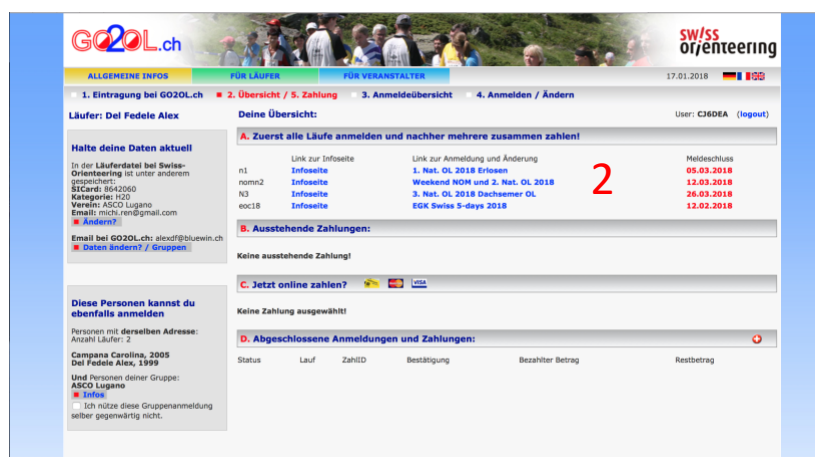 GO2OL.ch
swiss orienteering
ALLGEMEINE INFOS FÜR LÄUFER FÜR VERANSTALTER 17.01.2018
1. Eintragung bei GO2OL.ch 2. Übersicht / 5. Zahlung 3. Anmeldeübersicht 4. Anmelden / Ändern
Läufer: Del Fedele Alex
Halte deine Daten aktuell
In der Läuferdatei bei Swiss-
Orienteering ist unter anderem
gespeichert:
SICard: 8642060
Kategorie: H20
Verein: ASCO Lugano
Email: michi.ren@gmail.com
Ändern?
Email bei GO2OL.ch: alexdf@bluewin.ch
Daten ändern? / Gruppen
Diese Personen kannst du
ebenfalls anmelden
Personen mit derselben Adresse:
Anzahl Läufer: 2
Campana Carolina, 2005
Del Fedele Alex, 1999
Und Personen deiner Gruppe:
ASCO Lugano
Infos
Ich nütze diese Gruppenanmeldung
selber gegenwärtig nicht.
Deine Übersicht: User: CJ6DEA (logout)
A. Zuerst alle Läufe anmelden und nachher mehrere zusammen zahlen!
Link zur Infoseite Link zur Anmeldung und Änderung Meldeschluss
n1 Infoseite 1. Nat. OL 2018 Erlosen 05.03.2018
nomn2 Infoseite Weekend NOM und 2. Nat. OL 2018 12.03.2018
N3 Infoseite 3. Nat. OL 2018 Dachsemer OL 26.03.2018
eoc18 Infoseite EGK Swiss 5-days 2018 12.02.2018
2
B. Ausstehende Zahlungen:
Keine ausstehende Zahlung!
C. Jetzt online zahlen? VISA
Keine Zahlung ausgewählt!
D. Abgeschlossene Anmeldungen und Zahlungen:
Status Lauf ZahlID Bestätigung Bezahlter Betrag Restbetrag